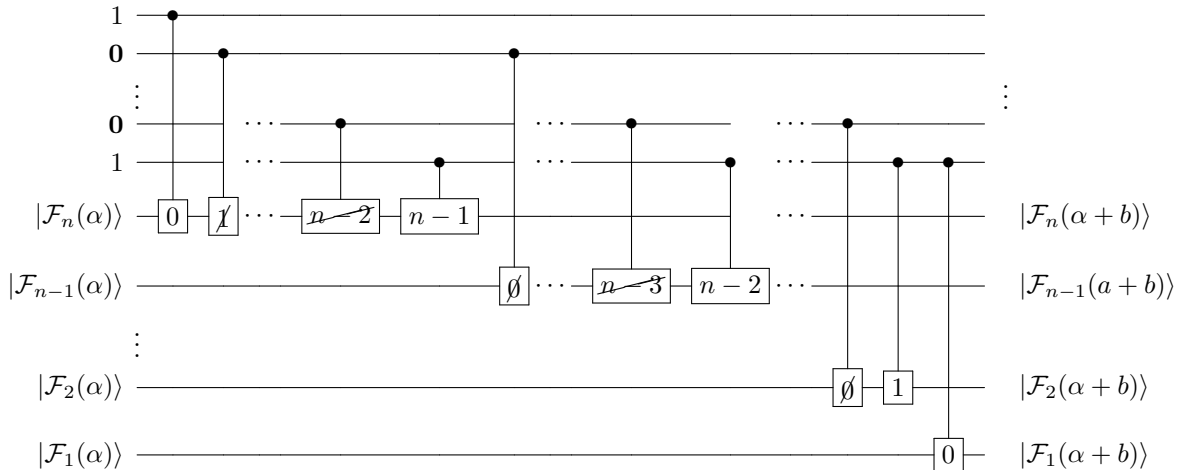 1
0
⋮ ⋮
0 ⋯ ⋯ ⋯
1 ⋯ ⋯ ⋯
|𝓕ₙ(α)⟩ 0 1̸ ⋯ n − 2 n − 1 ⋯ |𝓕ₙ(α + b)⟩
|𝓕ₙ₋₁(α)⟩ 0̸ ⋯ n − 3 n − 2 ⋯ |𝓕ₙ₋₁(a + b)⟩
⋮
|𝓕₂(α)⟩ 0̸ 1 |𝓕₂(α + b)⟩
|𝓕₁(α)⟩ 0 |𝓕₁(α + b)⟩